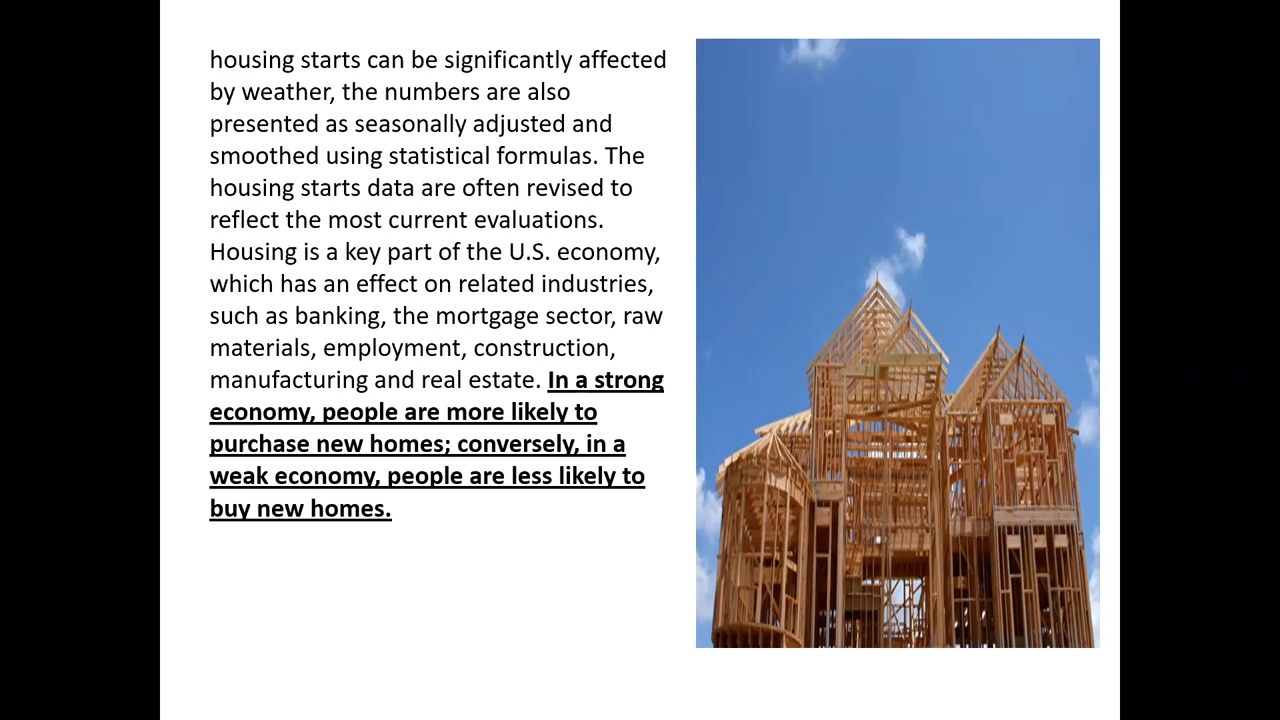 housing starts can be significantly affected
by weather, the numbers are also
presented as seasonally adjusted and
smoothed using statistical formulas. The
housing starts data are often revised to
reflect the most current evaluations.
Housing is a key part of the U.S. economy,
which has an effect on related industries,
such as banking, the mortgage sector, raw
materials, employment, construction,
manufacturing and real estate. In a strong
economy, people are more likely to
purchase new homes; conversely, in a
weak economy, people are less likely to
buy new homes.